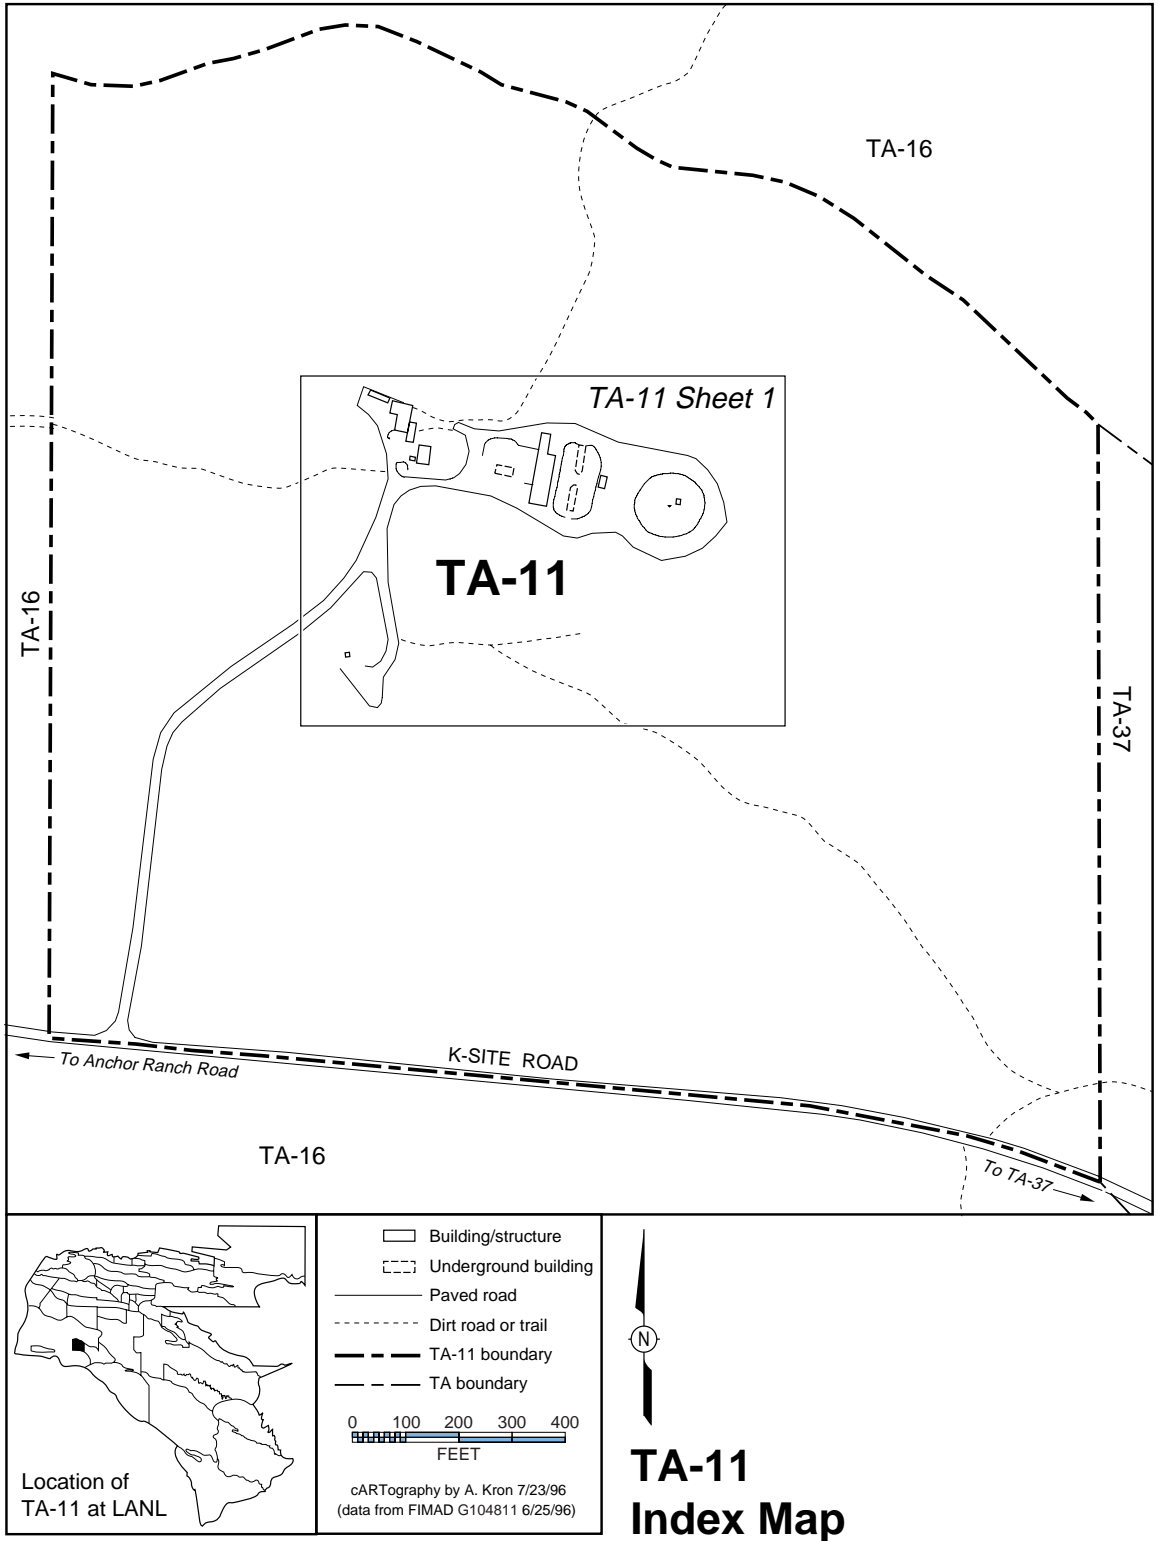 TA-16
TA-11 Sheet 1
TA-11
TA-16
TA-37
K-SITE ROAD
To Anchor Ranch Road
TA-16
To TA-37
Location of
TA-11 at LANL
Building/structure
Underground building
Paved road
Dirt road or trail
TA-11 boundary
TA boundary
0 100 200 300 400
FEET
cARTography by A. Kron 7/23/96
(data from FIMAD G104811 6/25/96)
N
TA-11
Index Map